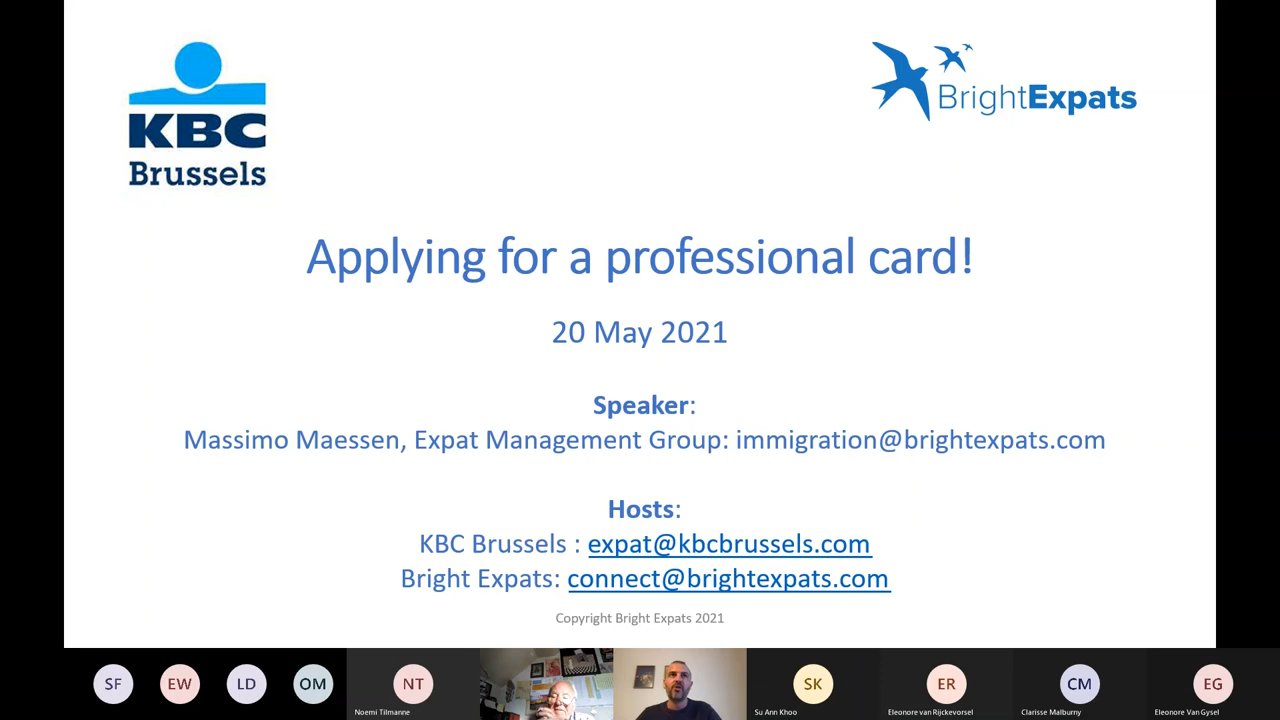 KBC
Brussels
BrightExpats
Applying for a professional card!
20 May 2021
Speaker:
Massimo Maessen, Expat Management Group: immigration@brightexpats.com
Hosts:
KBC Brussels : expat@kbcbrussels.com
Bright Expats: connect@brightexpats.com
Copyright Bright Expats 2021
SF
EW
LD
OM
NT
SK
ER
CM
EG
Noemi Tilmanne
Su Ann Khoo
Eleonore van Rijckevorsel
Clarisse Malburny
Eleonore Van Gysel